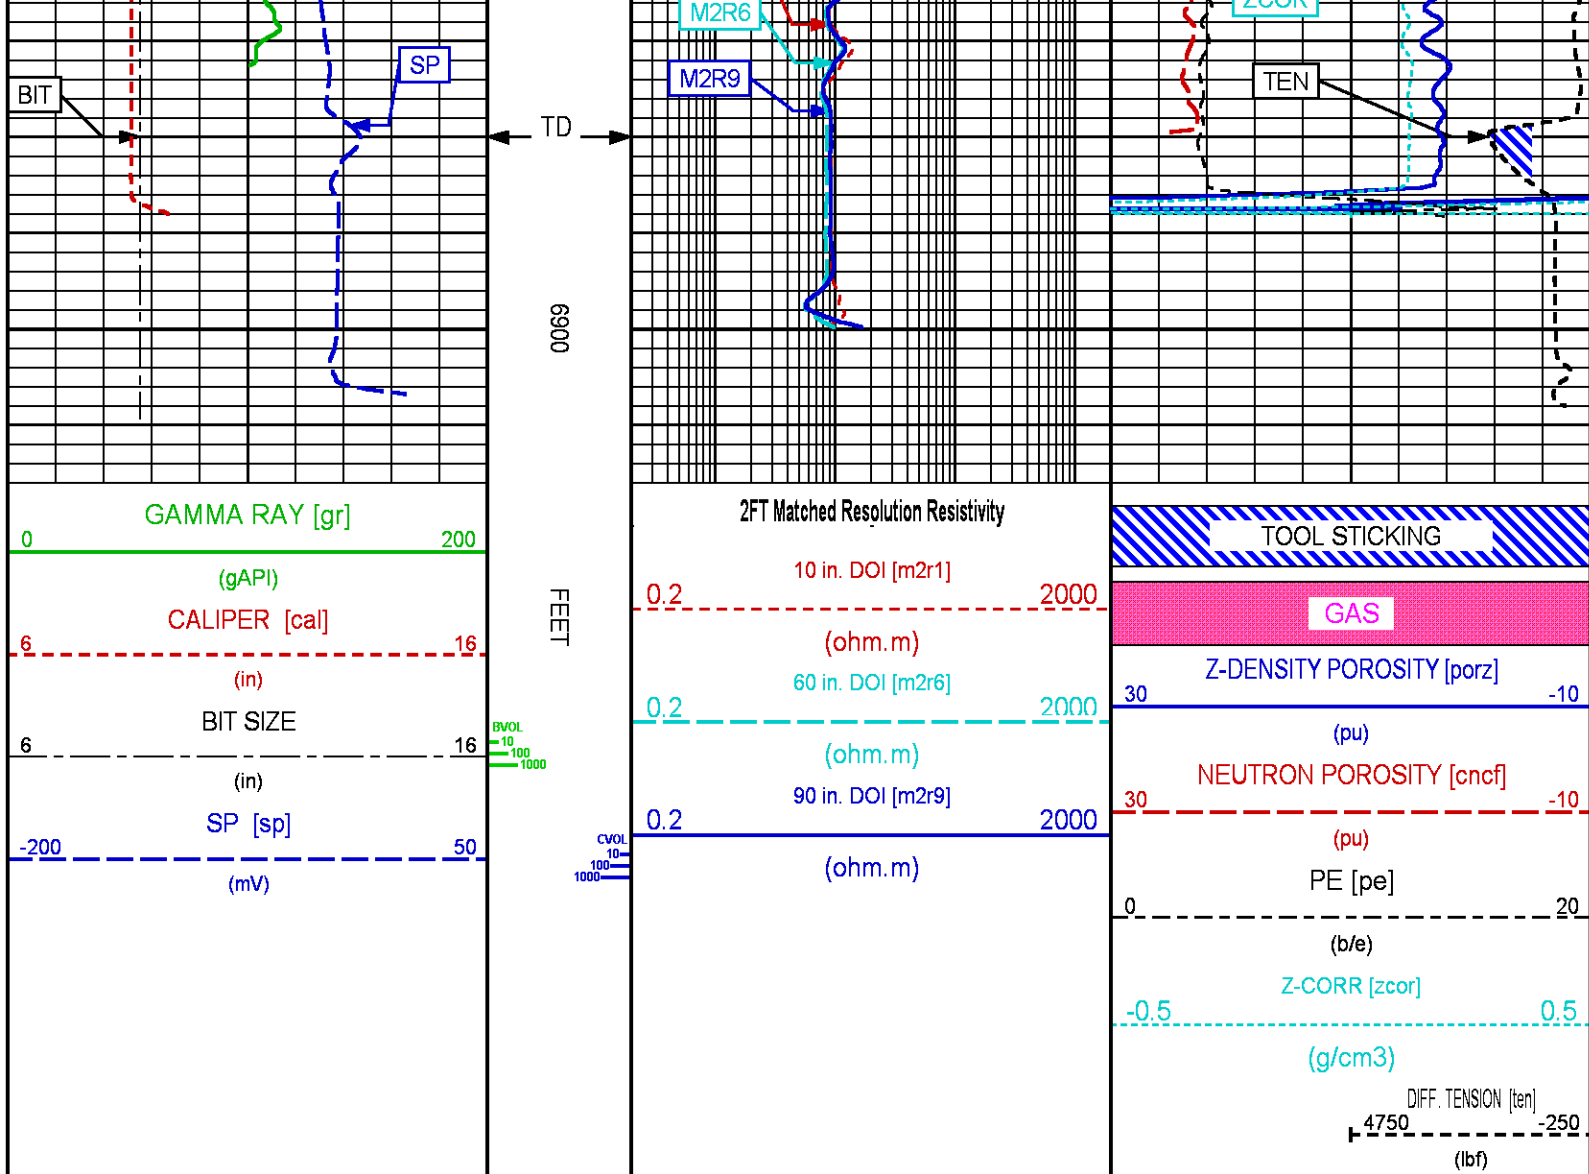 M2R6
ZCOR
SP
M2R9
TEN
BIT
TD
6900
GAMMA RAY [gr]
0 200
(gAPI)
CALIPER [cal]
6 16
(in)
BIT SIZE
6 16
(in)
SP [sp]
-200 50
(mV)
FEET
BVOL
10
100
1000
CVOL
10
100
1000
2FT Matched Resolution Resistivity
10 in. DOI [m2r1]
0.2 2000
(ohm.m)
60 in. DOI [m2r6]
0.2 2000
(ohm.m)
90 in. DOI [m2r9]
0.2 2000
(ohm.m)
TOOL STICKING
GAS
Z-DENSITY POROSITY [porz]
30 -10
(pu)
NEUTRON POROSITY [cncf]
30 -10
(pu)
PE [pe]
0 20
(b/e)
Z-CORR [zcor]
-0.5 0.5
(g/cm3)
DIFF. TENSION [ten]
4750 -250
(lbf)